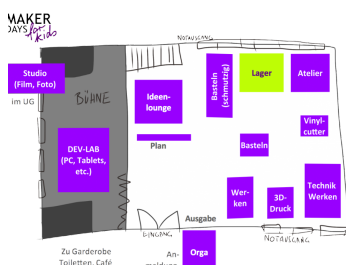 MAKER
DAYS for
kids
NOTAUSGANG
Studio
(Film, Foto)
im UG
BÜHNE
Ideen-
lounge
Basteln
(schmutzig)
Lager
Atelier
Vinyl-
cutter
Plan
Basteln
DEV-LAB
(PC, Tablets,
etc.)
Wer-
ken
3D-
Druck
Technik
Werken
Ausgabe
EINGANG
NOTAUSGANG
Zu Garderobe
Toiletten, Café
An-
meldung
Orga